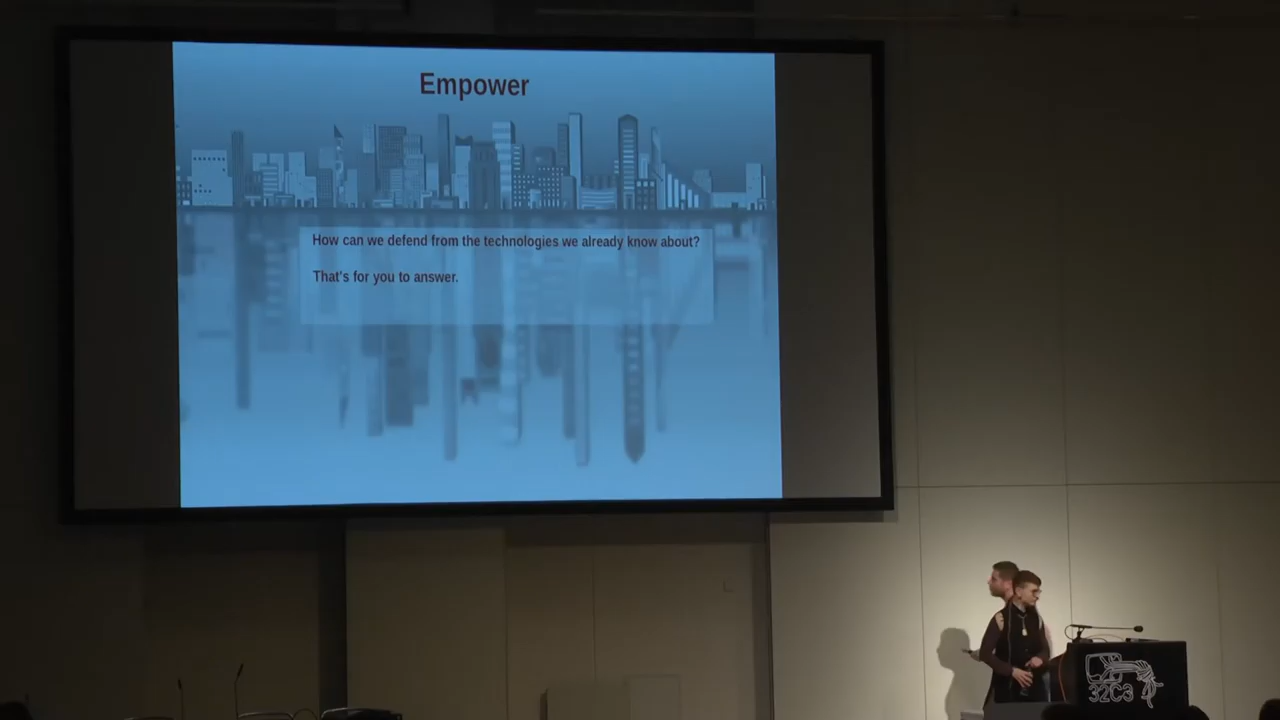 Empower
How can we defend from the technologies we already know about?
That's for you to answer.
32C3